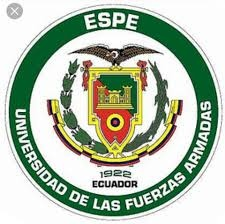 ESPE
UNIVERSIDAD DE LAS FUERZAS ARMADAS
1922
ECUADOR